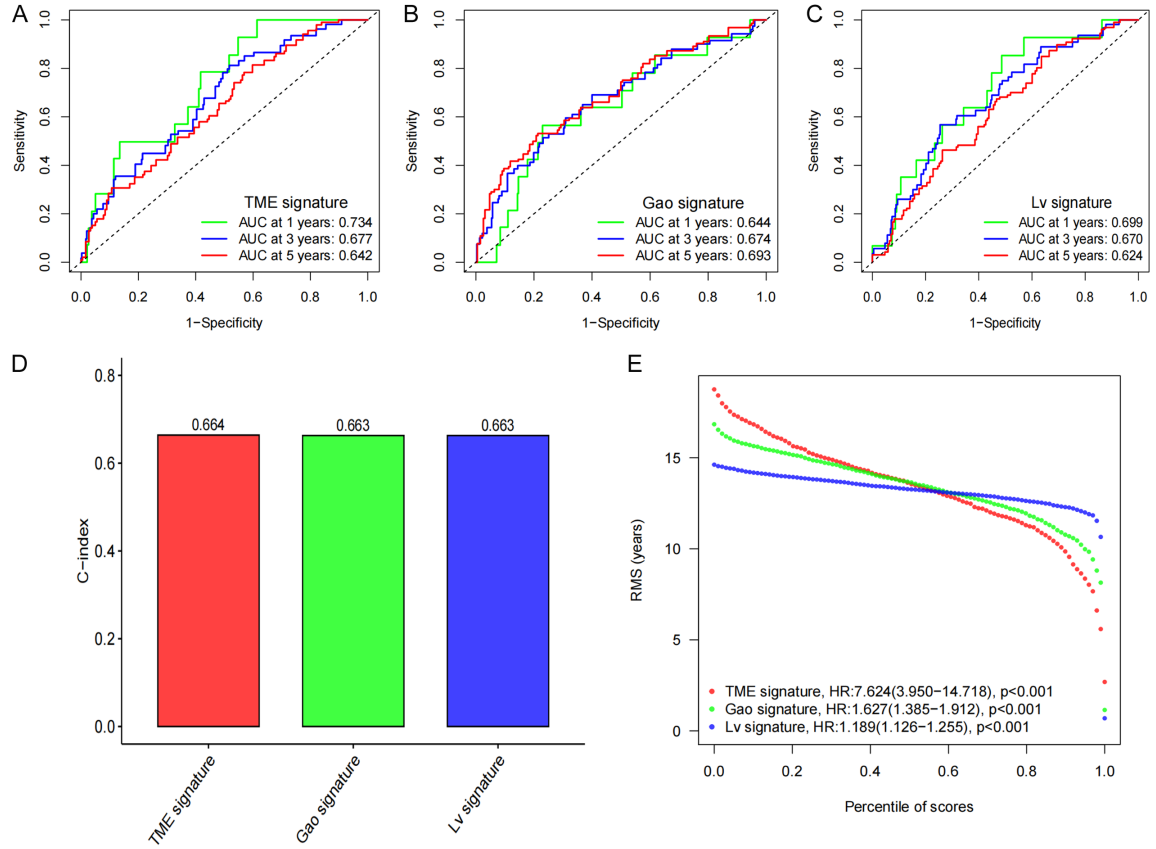 A
Sensitivity
0.0 0.2 0.4 0.6 0.8 1.0
TME signature
AUC at 1 years: 0.734
AUC at 3 years: 0.677
AUC at 5 years: 0.642
0.0 0.2 0.4 0.6 0.8 1.0
1−Specificity
B
Sensitivity
0.0 0.2 0.4 0.6 0.8 1.0
Gao signature
AUC at 1 years: 0.644
AUC at 3 years: 0.674
AUC at 5 years: 0.693
0.0 0.2 0.4 0.6 0.8 1.0
1−Specificity
C
Sensitivity
0.0 0.2 0.4 0.6 0.8 1.0
Lv signature
AUC at 1 years: 0.699
AUC at 3 years: 0.670
AUC at 5 years: 0.624
0.0 0.2 0.4 0.6 0.8 1.0
1−Specificity
D
C−index
0.8
0.6
0.4
0.2
0.0
0.664 0.663 0.663
TME signature
Gao signature
Lv signature
E
RMS (years)
15
10
5
0
TME signature, HR:7.624(3.950−14.718), p<0.001
Gao signature, HR:1.627(1.385−1.912), p<0.001
Lv signature, HR:1.189(1.126−1.255), p<0.001
0.0 0.2 0.4 0.6 0.8 1.0
Percentile of scores